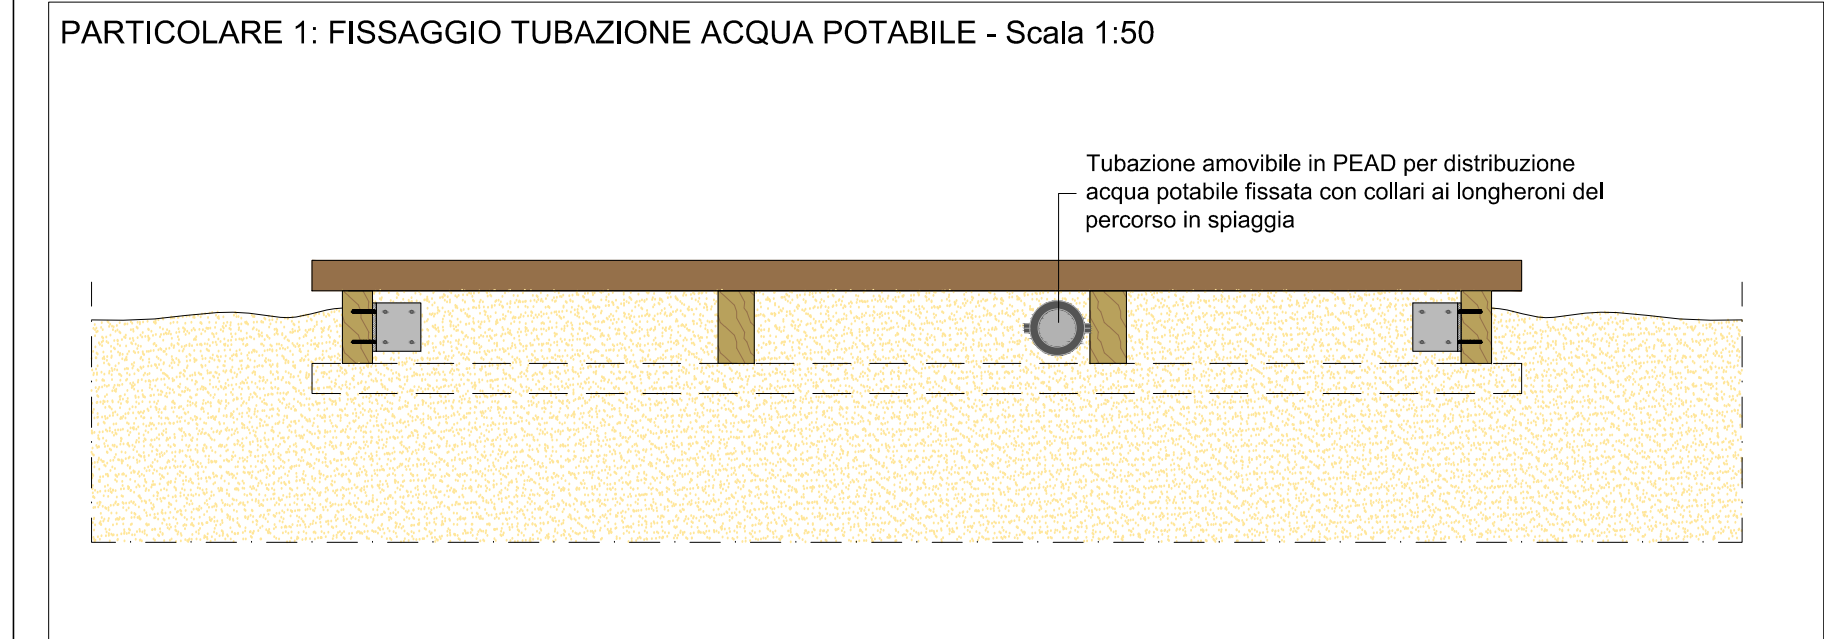 PARTICOLARE 1: FISSAGGIO TUBAZIONE ACQUA POTABILE - Scala 1:50
Tubazione amovibile in PEAD per distribuzione
acqua potabile fissata con collari ai longheroni del
percorso in spiaggia